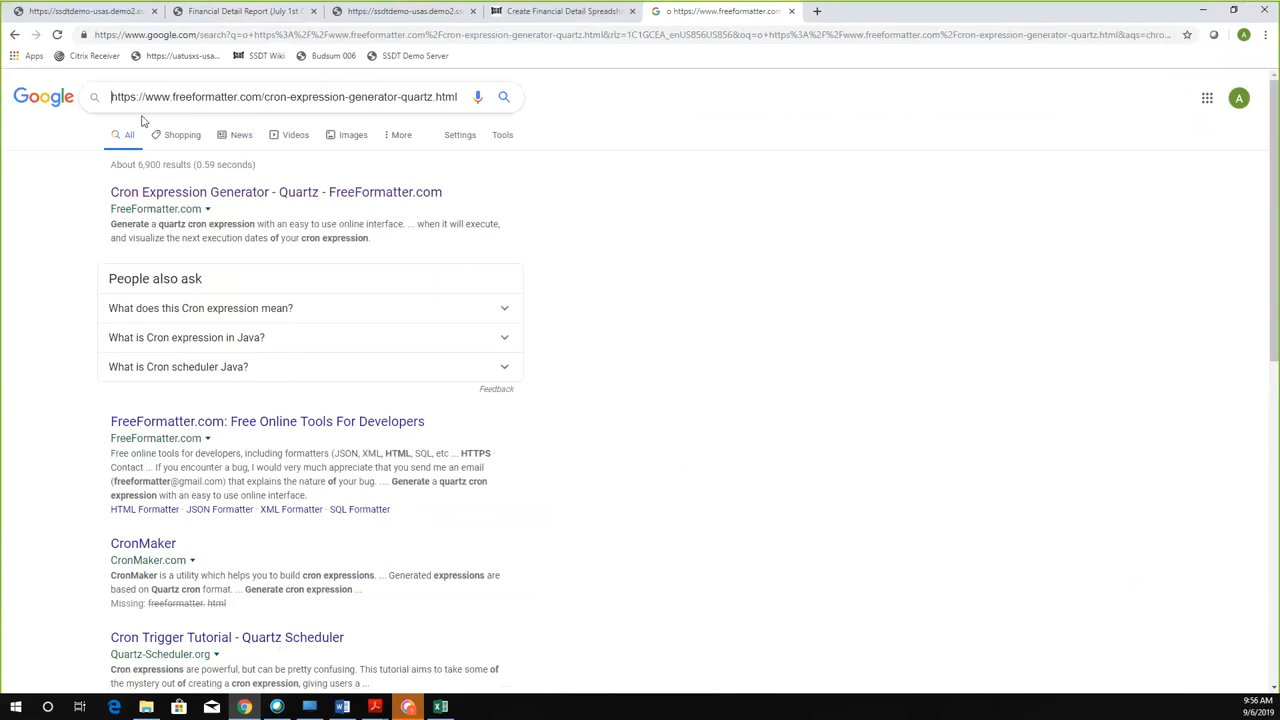 https://ssdtdemo-usas.demo2.ss
Financial Detail Report (July 1st C
https://ssdtdemo-usas.demo2.ss
Create Financial Detail Spreadsh
o https://www.freeformatter.com
https://www.google.com/search?q=o+https%3A%2F%2Fwww.freeformatter.com%2Fcron-expression-generator-quartz.html&rlz=1C1GCEA_enUS856US856&oq=o+https%3A%2F%2Fwww.freeformatter.com%2Fcron-expression-generator-quartz.html&aqs=chro...
Apps
Citrix Receiver
https://uatusxs-usa...
SSDT Wiki
Budsum 006
SSDT Demo Server
A
Google
https://www.freeformatter.com/cron-expression-generator-quartz.html
A
All
Shopping
News
Videos
Images
More
Settings
Tools
About 6,900 results (0.59 seconds)
Cron Expression Generator - Quartz - FreeFormatter.com
FreeFormatter.com
Generate a quartz cron expression with an easy to use online interface. ... when it will execute,
and visualize the next execution dates of your cron expression.
People also ask
What does this Cron expression mean?
What is Cron expression in Java?
What is Cron scheduler Java?
Feedback
FreeFormatter.com: Free Online Tools For Developers
FreeFormatter.com
Free online tools for developers, including formatters (JSON, XML, HTML, SQL, etc ... HTTPS ·
Contact ... If you encounter a bug, I would very much appreciate that you send me an email
(freeformatter@gmail.com) that explains the nature of your bug. .... Generate a quartz cron
expression with an easy to use online interface.
HTML Formatter · JSON Formatter · XML Formatter · SQL Formatter
CronMaker
CronMaker.com
CronMaker is a utility which helps you to build cron expressions. ... Generated expressions are
based on Quartz cron format. ... Generate cron expression ...
Missing: freeformatter. html
Cron Trigger Tutorial - Quartz Scheduler
Quartz-Scheduler.org
Cron expressions are powerful, but can be pretty confusing. This tutorial aims to take some of
the mystery out of creating a cron expression, giving users a ...
9:56 AM
9/6/2019